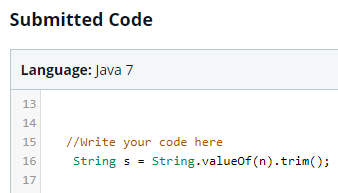 Submitted Code
Language: Java 7
13
14
15 //Write your code here
16 String s = String.valueOf(n).trim();
17